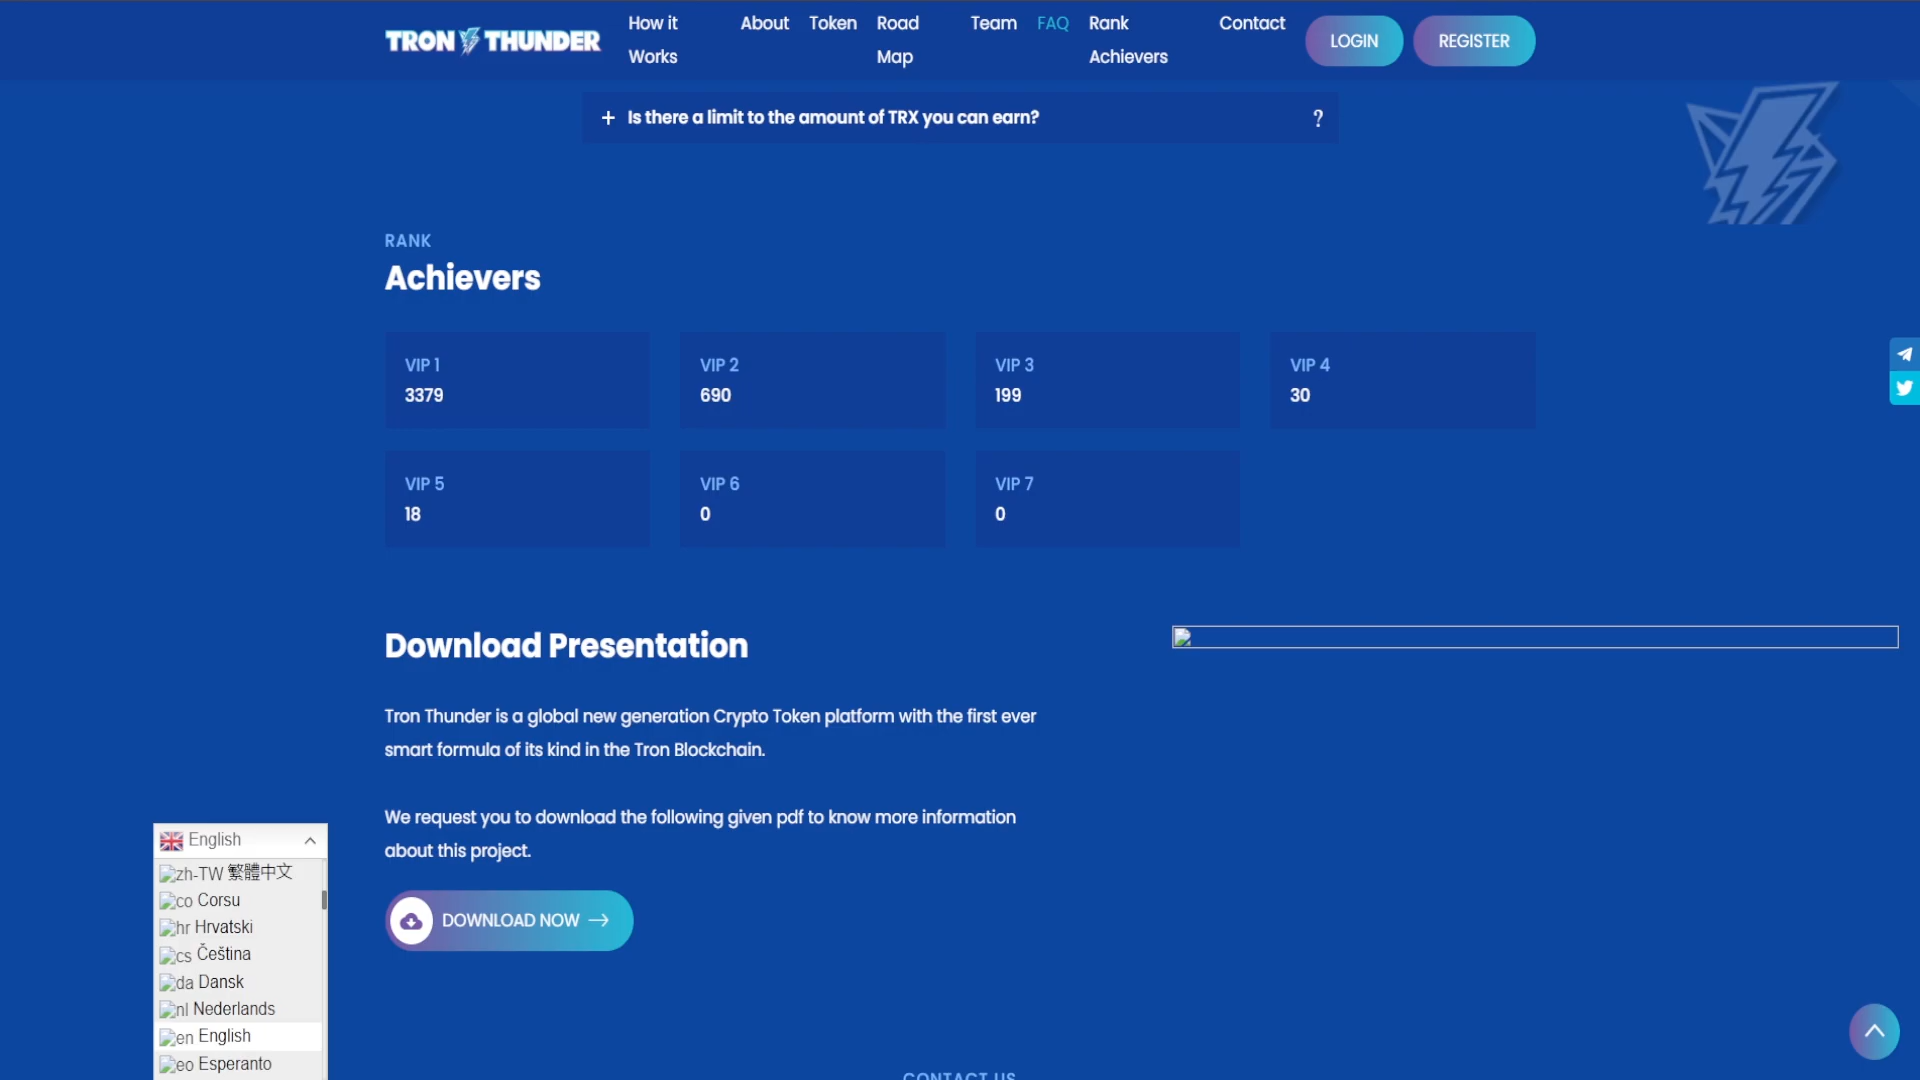 TRON THUNDER
How it
Works
About
Token
Road
Map
Team
FAQ
Rank
Achievers
Contact
LOGIN
REGISTER
+ Is there a limit to the amount of TRX you can earn? ?
RANK
Achievers
VIP 1
3379
VIP 2
690
VIP 3
199
VIP 4
30
VIP 5
18
VIP 6
0
VIP 7
0
Download Presentation
Tron Thunder is a global new generation Crypto Token platform with the first ever
smart formula of its kind in the Tron Blockchain.
We request you to download the following given pdf to know more information
about this project.
DOWNLOAD NOW →
English
zh-TW 繁體中文
co Corsu
hr Hrvatski
cs Čeština
da Dansk
nl Nederlands
en English
eo Esperanto
CONTACT US